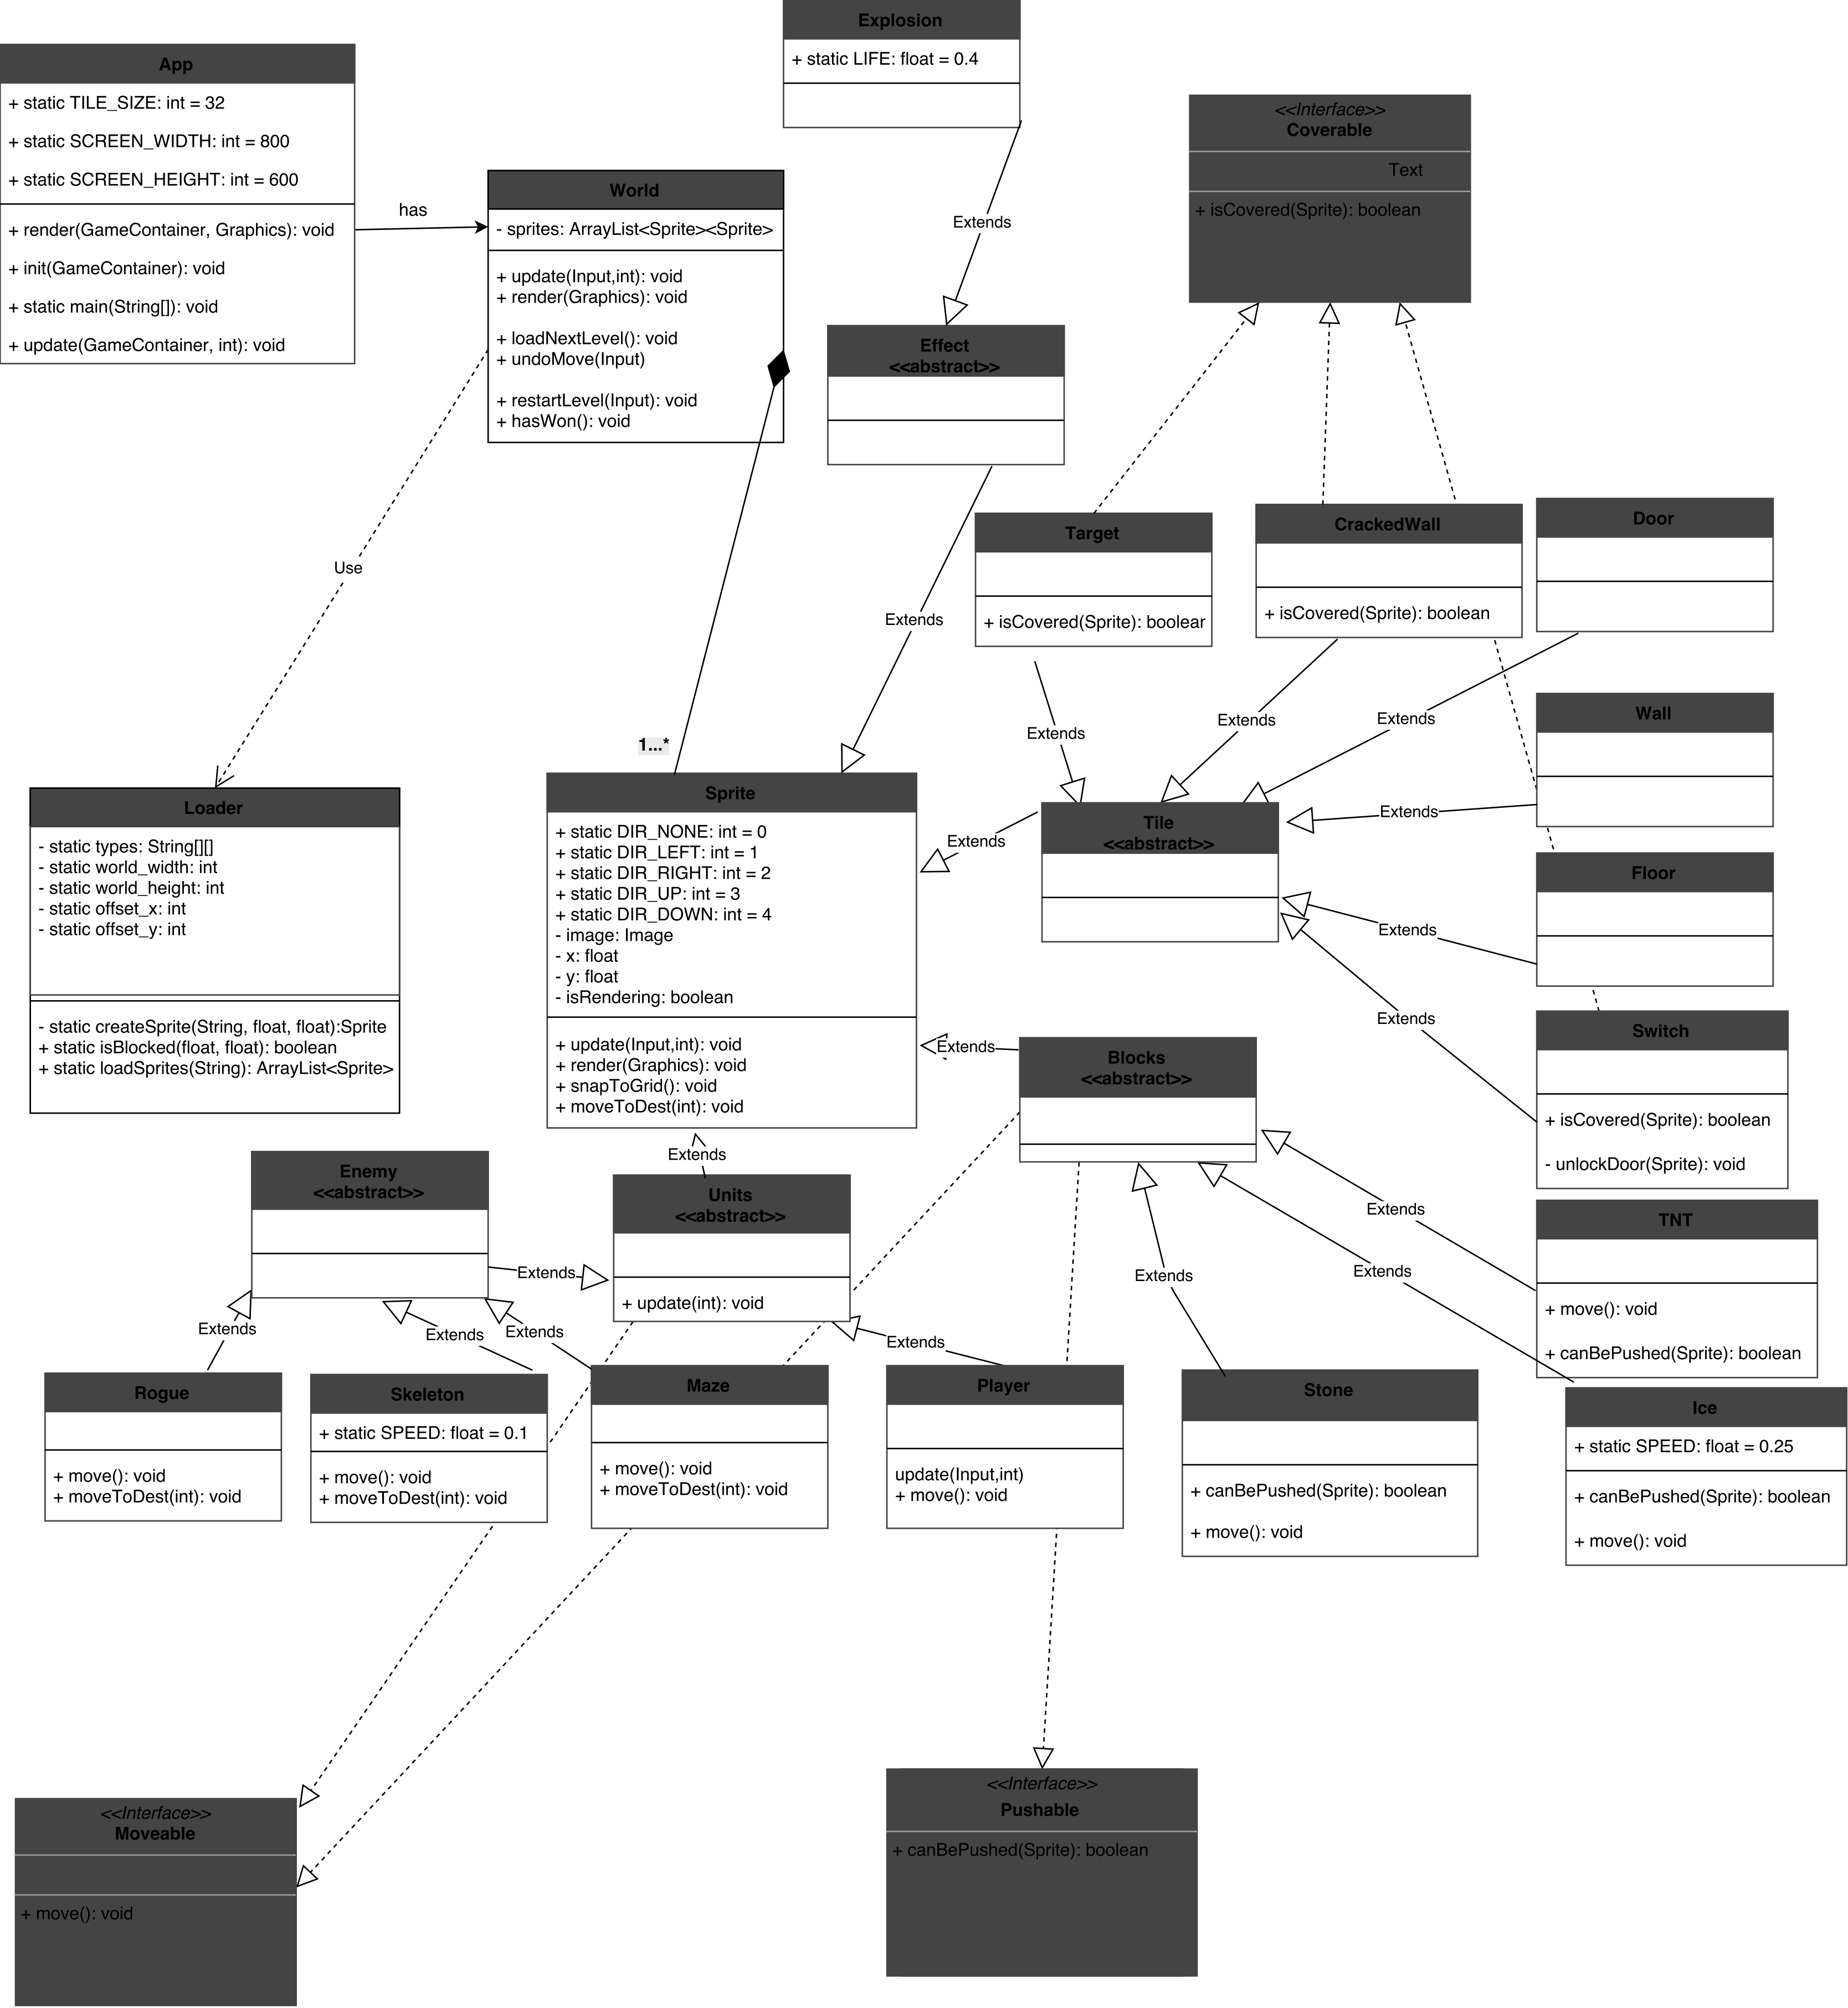 Explosion
+ static LIFE: float = 0.4
App
+ static TILE_SIZE: int = 32
+ static SCREEN_WIDTH: int = 800
+ static SCREEN_HEIGHT: int = 600
+ render(GameContainer, Graphics): void
+ init(GameContainer): void
+ static main(String[]): void
+ update(GameContainer, int): void
has
World
- sprites: ArrayList<Sprite><Sprite>
+ update(Input,int): void
+ render(Graphics): void
+ loadNextLevel(): void
+ undoMove(Input)
+ restartLevel(Input): void
+ hasWon(): void
Extends
<<Interface>>
Coverable
Text
+ isCovered(Sprite): boolean
Effect
<<abstract>>
Use
Extends
Target
+ isCovered(Sprite): boolear
CrackedWall
+ isCovered(Sprite): boolean
Door
Extends
Extends
Extends
Wall
1...*
Loader
- static types: String[][]
- static world_width: int
- static world_height: int
- static offset_x: int
- static offset_y: int
- static createSprite(String, float, float):Sprite
+ static isBlocked(float, float): boolean
+ static loadSprites(String): ArrayList<Sprite>
Sprite
+ static DIR_NONE: int = 0
+ static DIR_LEFT: int = 1
+ static DIR_RIGHT: int = 2
+ static DIR_UP: int = 3
+ static DIR_DOWN: int = 4
- image: Image
- x: float
- y: float
- isRendering: boolean
+ update(Input,int): void
+ render(Graphics): void
+ snapToGrid(): void
+ moveToDest(int): void
Extends
Tile
<<abstract>>
Extends
Floor
Extends
Extends
Switch
+ isCovered(Sprite): boolean
- unlockDoor(Sprite): void
Extends
Blocks
<<abstract>>
Extends
Enemy
<<abstract>>
Extends
Units
<<abstract>>
+ update(int): void
Extends
Extends
Extends
TNT
+ move(): void
+ canBePushed(Sprite): boolean
Extends
Extends
Extends
Extends
Rogue
+ move(): void
+ moveToDest(int): void
Skeleton
+ static SPEED: float = 0.1
+ move(): void
+ moveToDest(int): void
Maze
+ move(): void
+ moveToDest(int): void
Player
update(Input,int)
+ move(): void
Stone
+ canBePushed(Sprite): boolean
+ move(): void
Ice
+ static SPEED: float = 0.25
+ canBePushed(Sprite): boolean
+ move(): void
<<Interface>>
Moveable
+ move(): void
<<Interface>>
Pushable
+ canBePushed(Sprite): boolean